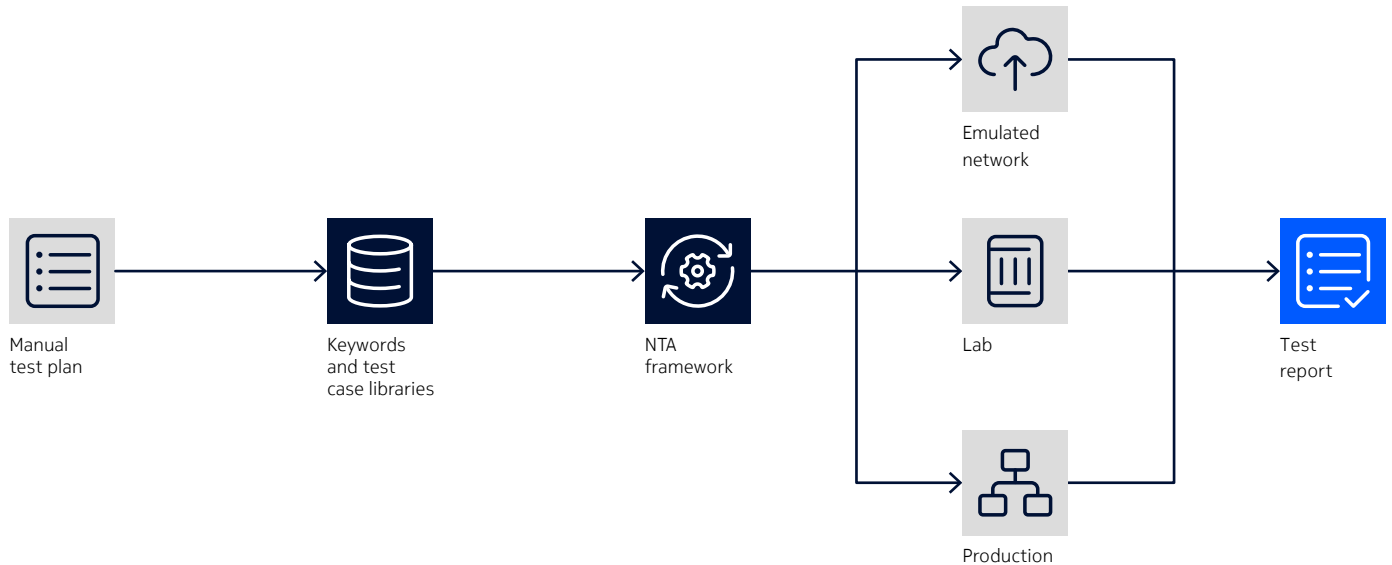 Emulated
network
Manual
test plan
Keywords
and test
case libraries
NTA
framework
Lab
Test
report
Production